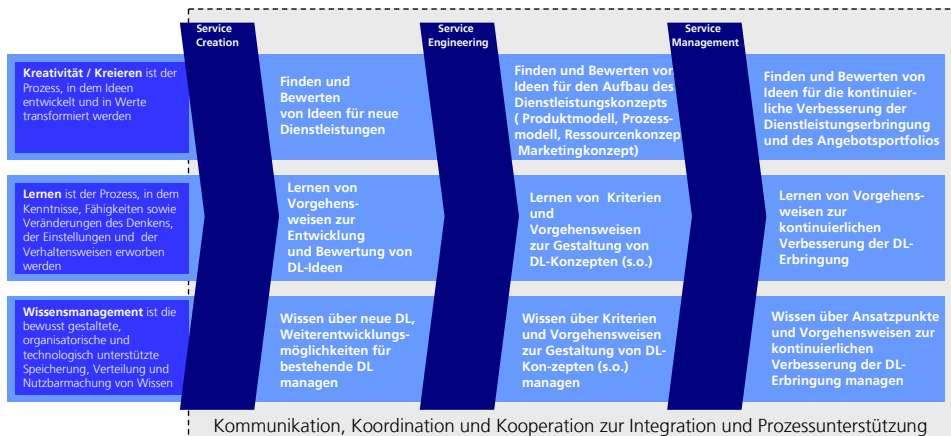 Service
Creation
Service
Engineering
Service
Management
Kreativität / Kreieren ist der
Prozess, in dem Ideen
entwickelt und in Werte
transformiert werden
Finden und
Bewerten
von Ideen für neue
Dienstleistungen
Finden und Bewerten von
Ideen für den Aufbau des
Dienstleistungskonzepts
( Produktmodell, Prozess-
modell, Ressourcenkonzep
Marketingkonzept)
Finden und Bewerten von
Ideen für die kontinuier-
liche Verbesserung der
Dienstleistungserbringung
und des Angebotsportfolios
Lernen ist der Prozess, in dem
Kenntnisse, Fähigkeiten sowie
Veränderungen des Denkens,
der Einstellungen und der
Verhaltensweisen erworben
werden
Lernen von
Vorgehens-
weisen zur
Entwicklung
und Bewertung von
DL-Ideen
Lernen von Kriterien
und
Vorgehensweisen
zur Gestaltung von
DL-Konzepten (s.o.)
Lernen von Vorgehens-
weisen zur
kontinuierlichen
Verbesserung der DL-
Erbringung
Wissensmanagement ist die
bewusst gestaltete,
organisatorische und
technologisch unterstützte
Speicherung, Verteilung und
Nutzbarmachung von Wissen
Wissen über neue DL,
Weiterentwicklungs-
möglichkeiten für
bestehende DL
managen
Wissen über Kriterien
und Vorgehensweisen
zur Gestaltung von DL-
Kon-zepten (s.o.)
managen
Wissen über Ansatzpunkte
und Vorgehensweisen zur
kontinuierlichen
Verbesserung der DL-
Erbringung managen
Kommunikation, Koordination und Kooperation zur Integration und Prozessunterstützung